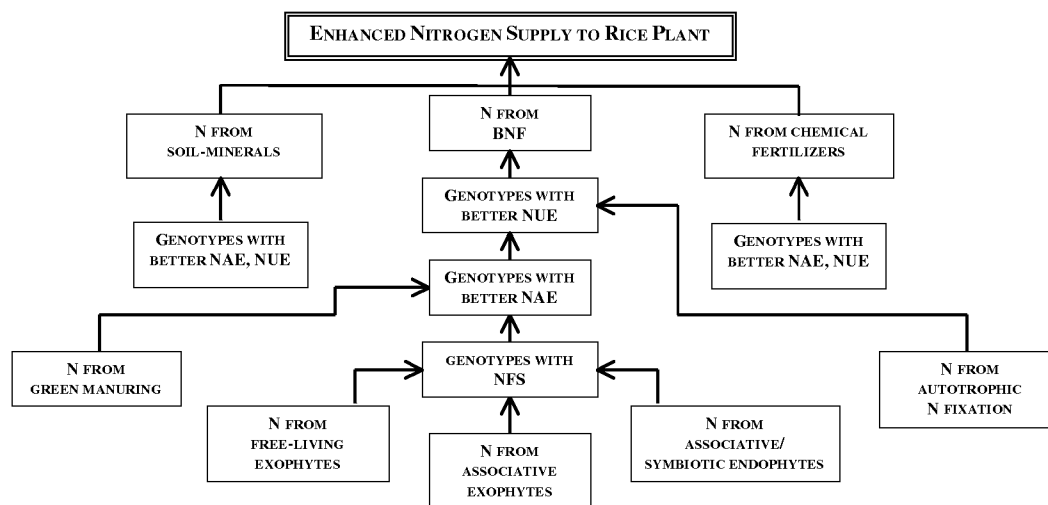 ENHANCED NITROGEN SUPPLY TO RICE PLANT
N FROM
SOIL-MINERALS
N FROM
BNF
N FROM CHEMICAL
FERTILIZERS
GENOTYPES WITH
BETTER NAE, NUE
GENOTYPES WITH
BETTER NUE
GENOTYPES WITH
BETTER NAE, NUE
GENOTYPES WITH
BETTER NAE
N FROM
GREEN MANURING
GENOTYPES WITH
NFS
N FROM
AUTOTROPHIC
N FIXATION
N FROM
FREE-LIVING
EXOPHYTES
N FROM
ASSOCIATIVE
EXOPHYTES
N FROM
ASSOCIATIVE/
SYMBIOTIC ENDOPHYTES